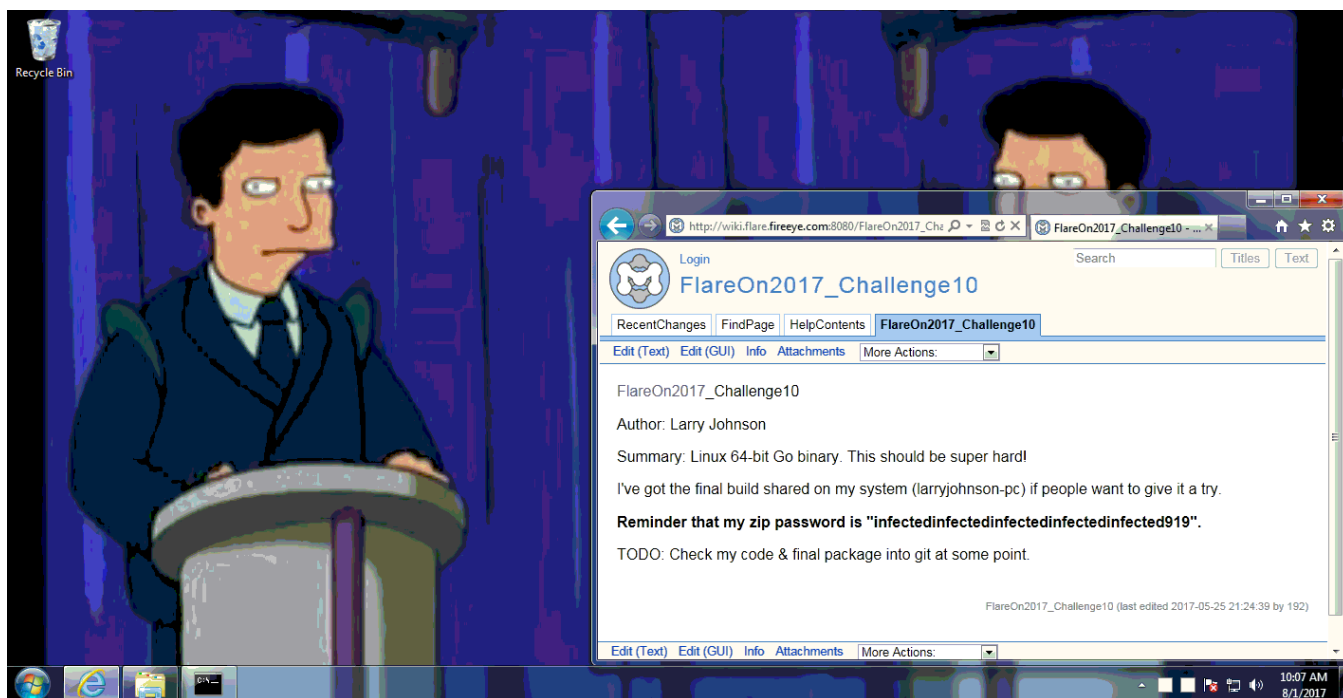 Recycle Bin
http://wiki.flare.fireeye.com:8080/FlareOn2017_Cha
FlareOn2017_Challenge10 - ...
Login
Search
Titles
Text
FlareOn2017_Challenge10
RecentChanges
FindPage
HelpContents
FlareOn2017_Challenge10
Edit (Text)
Edit (GUI)
Info
Attachments
More Actions:
FlareOn2017_Challenge10
Author: Larry Johnson
Summary: Linux 64-bit Go binary. This should be super hard!
I've got the final build shared on my system (larryjohnson-pc) if people want to give it a try.
Reminder that my zip password is "infectedinfectedinfectedinfectedinfected919".
TODO: Check my code & final package into git at some point.
FlareOn2017_Challenge10 (last edited 2017-05-25 21:24:39 by 192)
Edit (Text)
Edit (GUI)
Info
Attachments
More Actions:
10:07 AM
8/1/2017